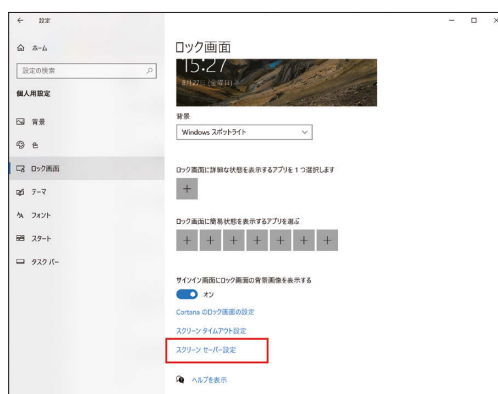 設定
ホーム
設定の検索
個人用設定
背景
色
ロック画面
テーマ
フォント
スタート
タスク バー
ロック画面
15:27
8月27日 (金曜日)
背景
Windows スポットライト
ロック画面に詳細な状態を表示するアプリを 1 つ選択します
ロック画面に簡易状態を表示するアプリを選ぶ
サインイン画面にロック画面の背景画像を表示する
オン
Cortana のロック画面の設定
スクリーン タイムアウト設定
スクリーン セーバー設定
ヘルプを表示